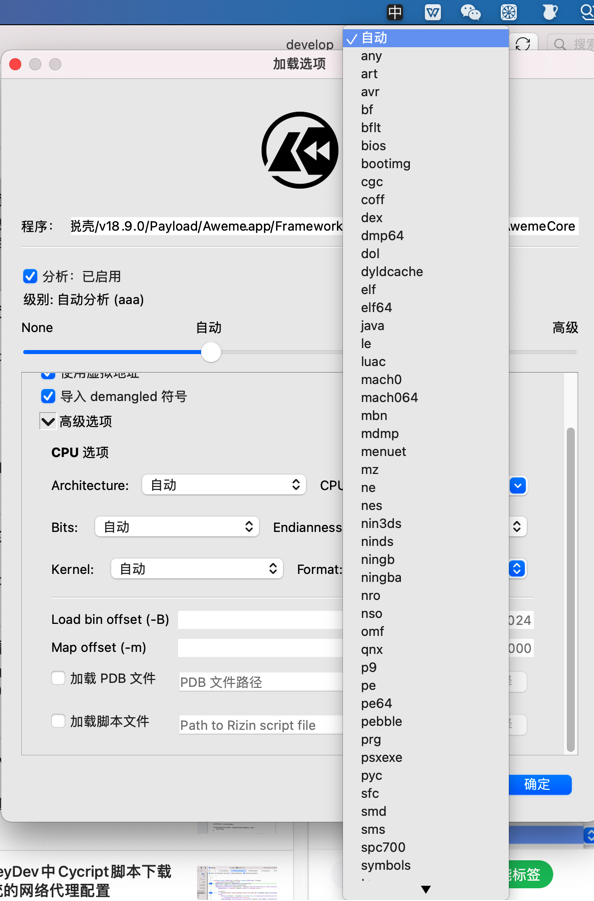 中
develop
搜索
加载选项
程序： 说壳/v18.9.0/Payload/Aweme.app/Framework
AwemeCore
分析：已启用
级别: 自动分析 (aaa)
None 自动 高级
使用虚拟地址
导入 demangled 符号
高级选项
CPU 选项
Architecture: 自动 CPU
Bits: 自动 Endianness
Kernel: 自动 Format:
Load bin offset (-B) 024
Map offset (-m) 000
加载 PDB 文件 PDB 文件路径
加载脚本文件 Path to Rizin script file
确定
自动
any
art
avr
bf
bflt
bios
bootimg
cgc
coff
dex
dmp64
dol
dyldcache
elf
elf64
java
le
luac
mach0
mach064
mbn
mdmp
menuet
mz
ne
nes
nin3ds
ninds
ningb
ningba
nro
nso
omf
qnx
p9
pe
pe64
pebble
prg
psxexe
pyc
sfc
smd
sms
spc700
symbols
eyDev中Cycript脚本下载
的网络代理配置
能标签